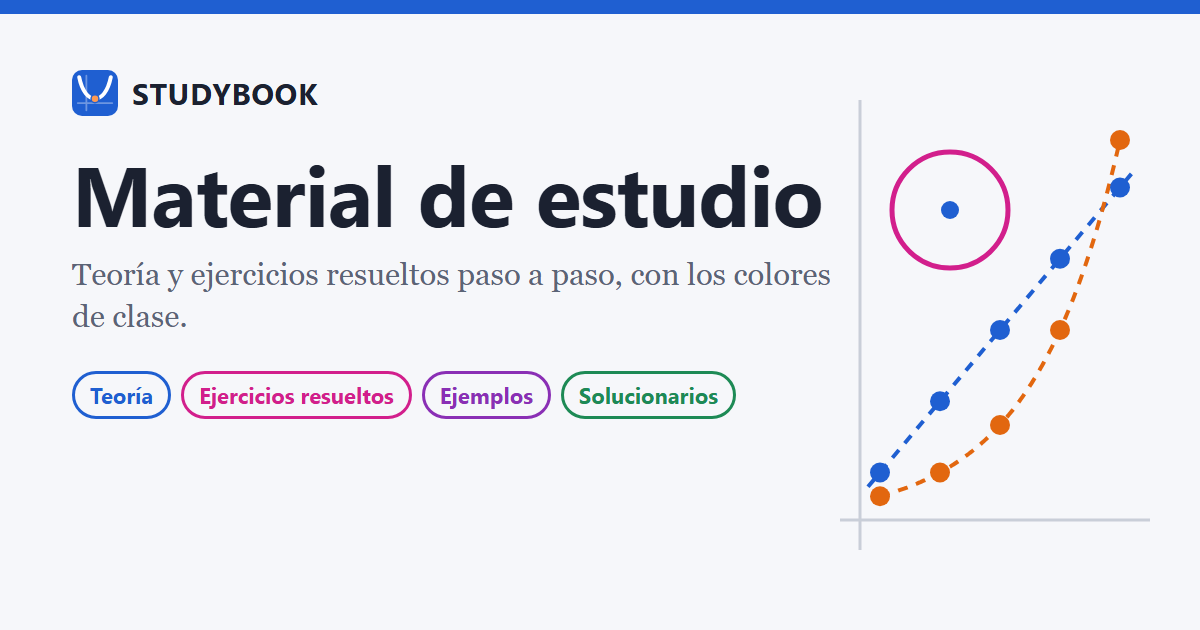 STUDYBOOK
Material de estudio
Teoría y ejercicios resueltos paso a paso, con los colores
de clase.
Teoría
Ejercicios resueltos
Ejemplos
Solucionarios